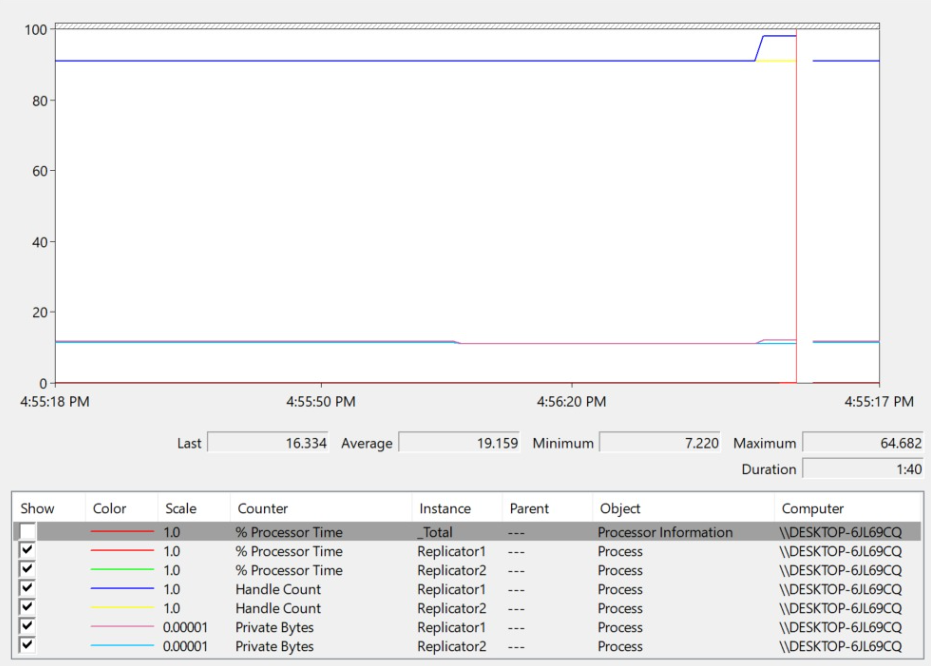 100
80
60
40
20
0
4:55:18 PM 4:55:50 PM 4:56:20 PM 4:55:17 PM
Last 16.334 Average 19.159 Minimum 7.220 Maximum 64.682
Duration 1:40
Show Color Scale Counter Instance Parent Object Computer
1.0 % Processor Time _Total --- Processor Information \\DESKTOP-6JL69CQ
1.0 % Processor Time Replicator1 --- Process \\DESKTOP-6JL69CQ
1.0 % Processor Time Replicator2 --- Process \\DESKTOP-6JL69CQ
1.0 Handle Count Replicator1 --- Process \\DESKTOP-6JL69CQ
1.0 Handle Count Replicator2 --- Process \\DESKTOP-6JL69CQ
0.00001 Private Bytes Replicator1 --- Process \\DESKTOP-6JL69CQ
0.00001 Private Bytes Replicator2 --- Process \\DESKTOP-6JL69CQ